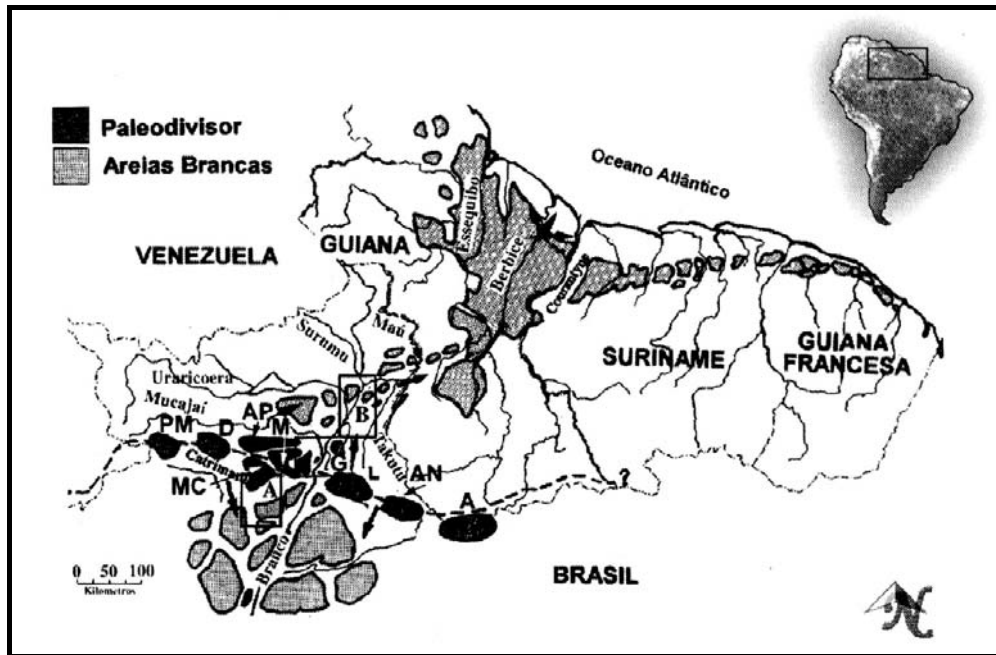 Paleodivisor
Areias Brancas
Oceano Atlântico
VENEZUELA
GUIANA
Essequibo
Berbice
Courantyne
SURINAME
GUIANA
FRANCESA
Surumu
Maú
Uraricoera
Mucajaí
AP
B
PM
D
M
G
L
Takutu
AN
A
MC
A
Branco
BRASIL
?
0 50 100
Kilometros
N